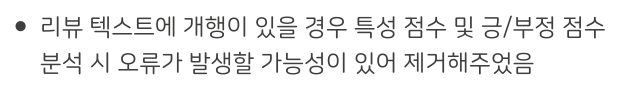 • 리뷰 텍스트에 개행이 있을 경우 특성 점수 및 긍/부정 점수
분석 시 오류가 발생할 가능성이 있어 제거해주었음